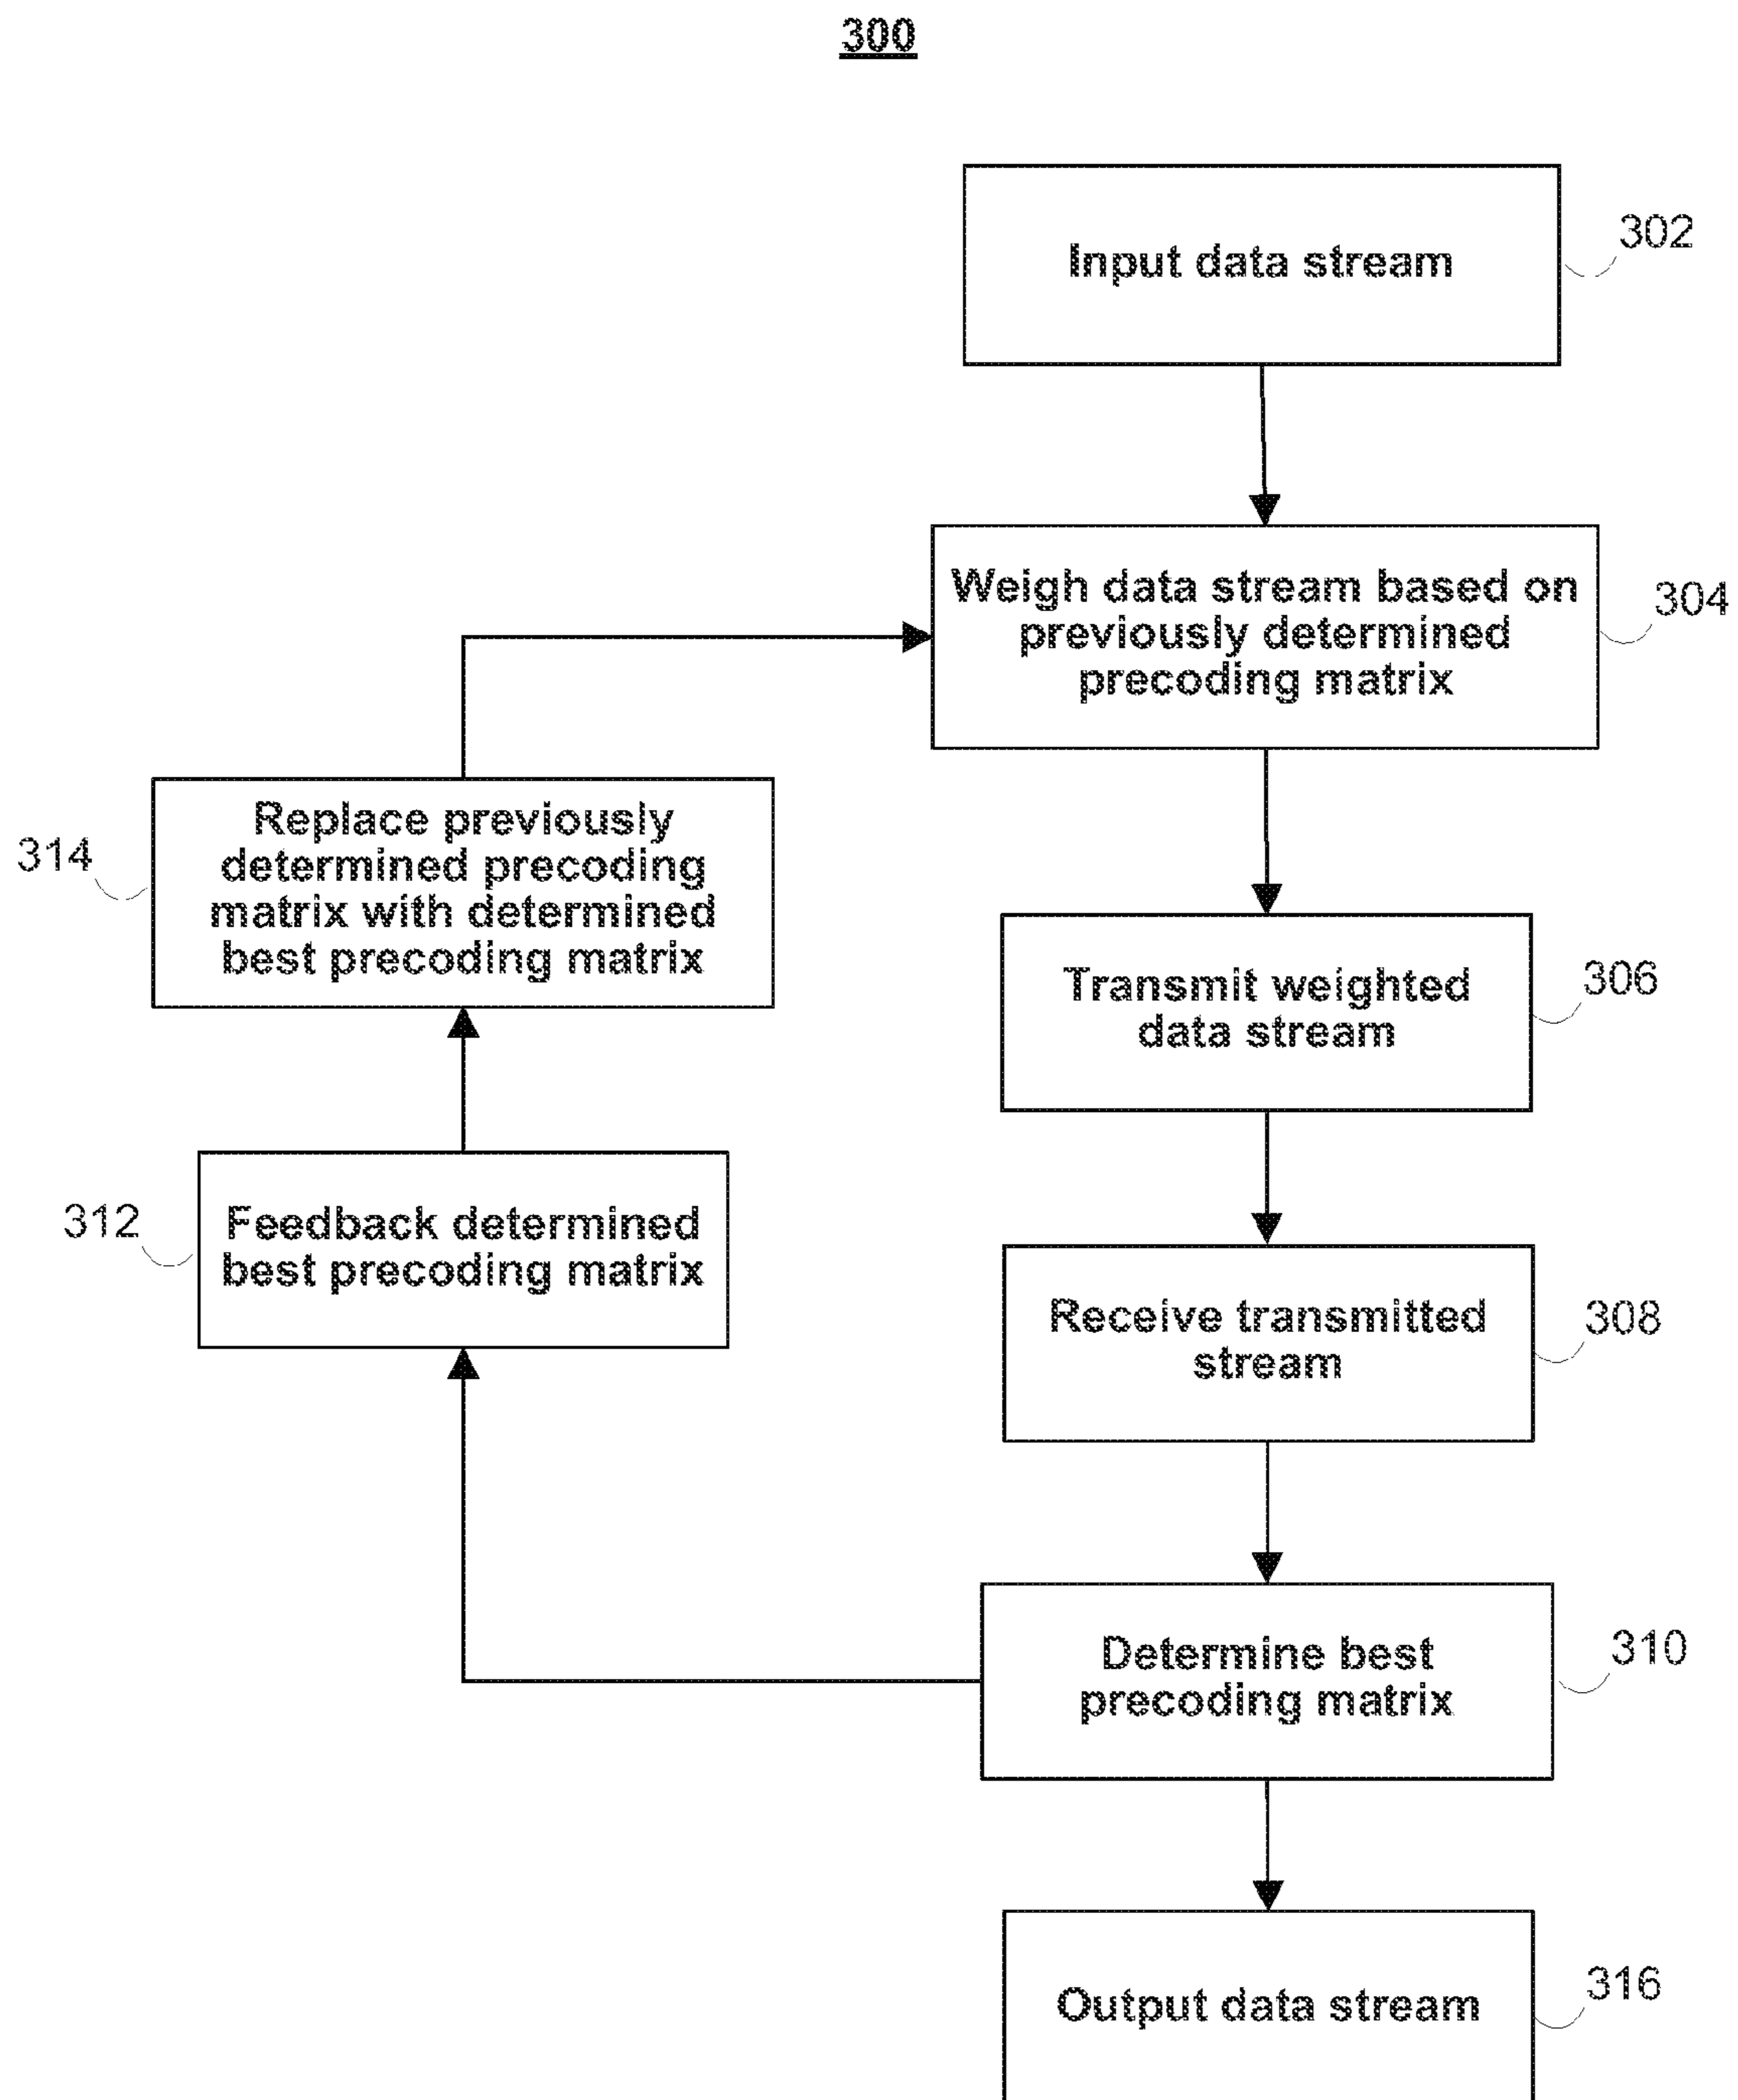 300
Input data stream
302
Weigh data stream based on
previously determined
precoding matrix
304
Replace previously
determined precoding
matrix with determined
best precoding matrix
314
Transmit weighted
data stream
306
Feedback determined
best precoding matrix
312
Receive transmitted
stream
308
Determine best
precoding matrix
310
Output data stream
316